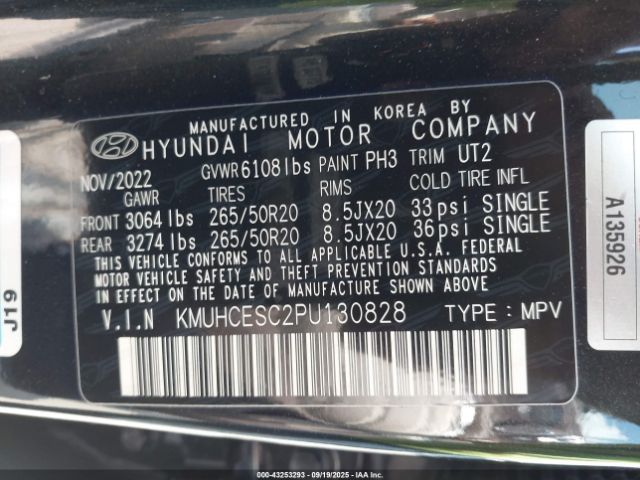 MANUFACTURED IN KOREA BY
HYUNDAI MOTOR COMPANY
NOV/2022 GVWR 6108 lbs PAINT PH3 TRIM UT2
GAWR TIRES RIMS COLD TIRE INFL
FRONT 3064 lbs 265/50R20 8.5JX20 33 psi SINGLE
REAR 3274 lbs 265/50R20 8.5JX20 36 psi SINGLE
THIS VEHICLE CONFORMS TO ALL APPLICABLE U.S.A. FEDERAL
MOTOR VEHICLE SAFETY AND THEFT PREVENTION STANDARDS
IN EFFECT ON THE DATE OF MANUFACTURE SHOWN ABOVE.
V.I.N KMUHCESC2PU130828 TYPE : MPV
J19
A135926
000-43253293 - 09/19/2025 - IAA Inc.